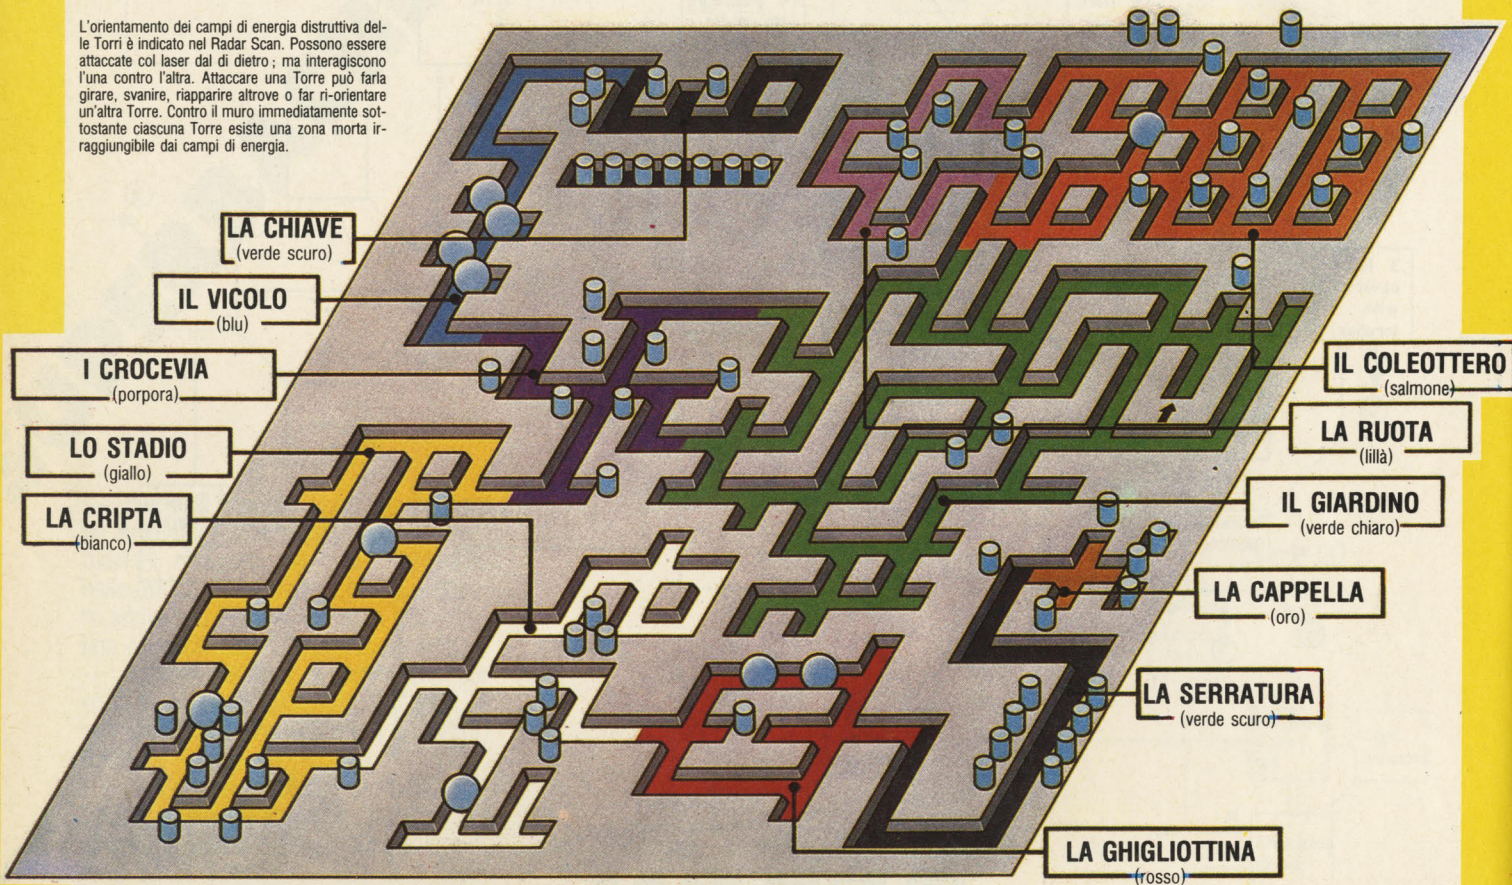 L'orientamento dei campi di energia distruttiva del-
le Torri è indicato nel Radar Scan. Possono essere
attaccate col laser dal di dietro; ma interagiscono
l'una contro l'altra. Attaccare una Torre può farla
girare, svanire, riapparire altrove o far ri-orientare
un'altra Torre. Contro il muro immediatamente sot-
tostante ciascuna Torre esiste una zona morta ir-
raggiungibile dai campi di energia.
LA CHIAVE
(verde scuro)
IL VICOLO
(blu)
I CROCEVIA
(porpora)
LO STADIO
(giallo)
LA CRIPTA
(bianco)
IL COLEOTTERO
(salmone)
LA RUOTA
(lillà)
IL GIARDINO
(verde chiaro)
LA CAPPELLA
(oro)
LA SERRATURA
(verde scuro)
LA GHIGLIOTTINA
(rosso)